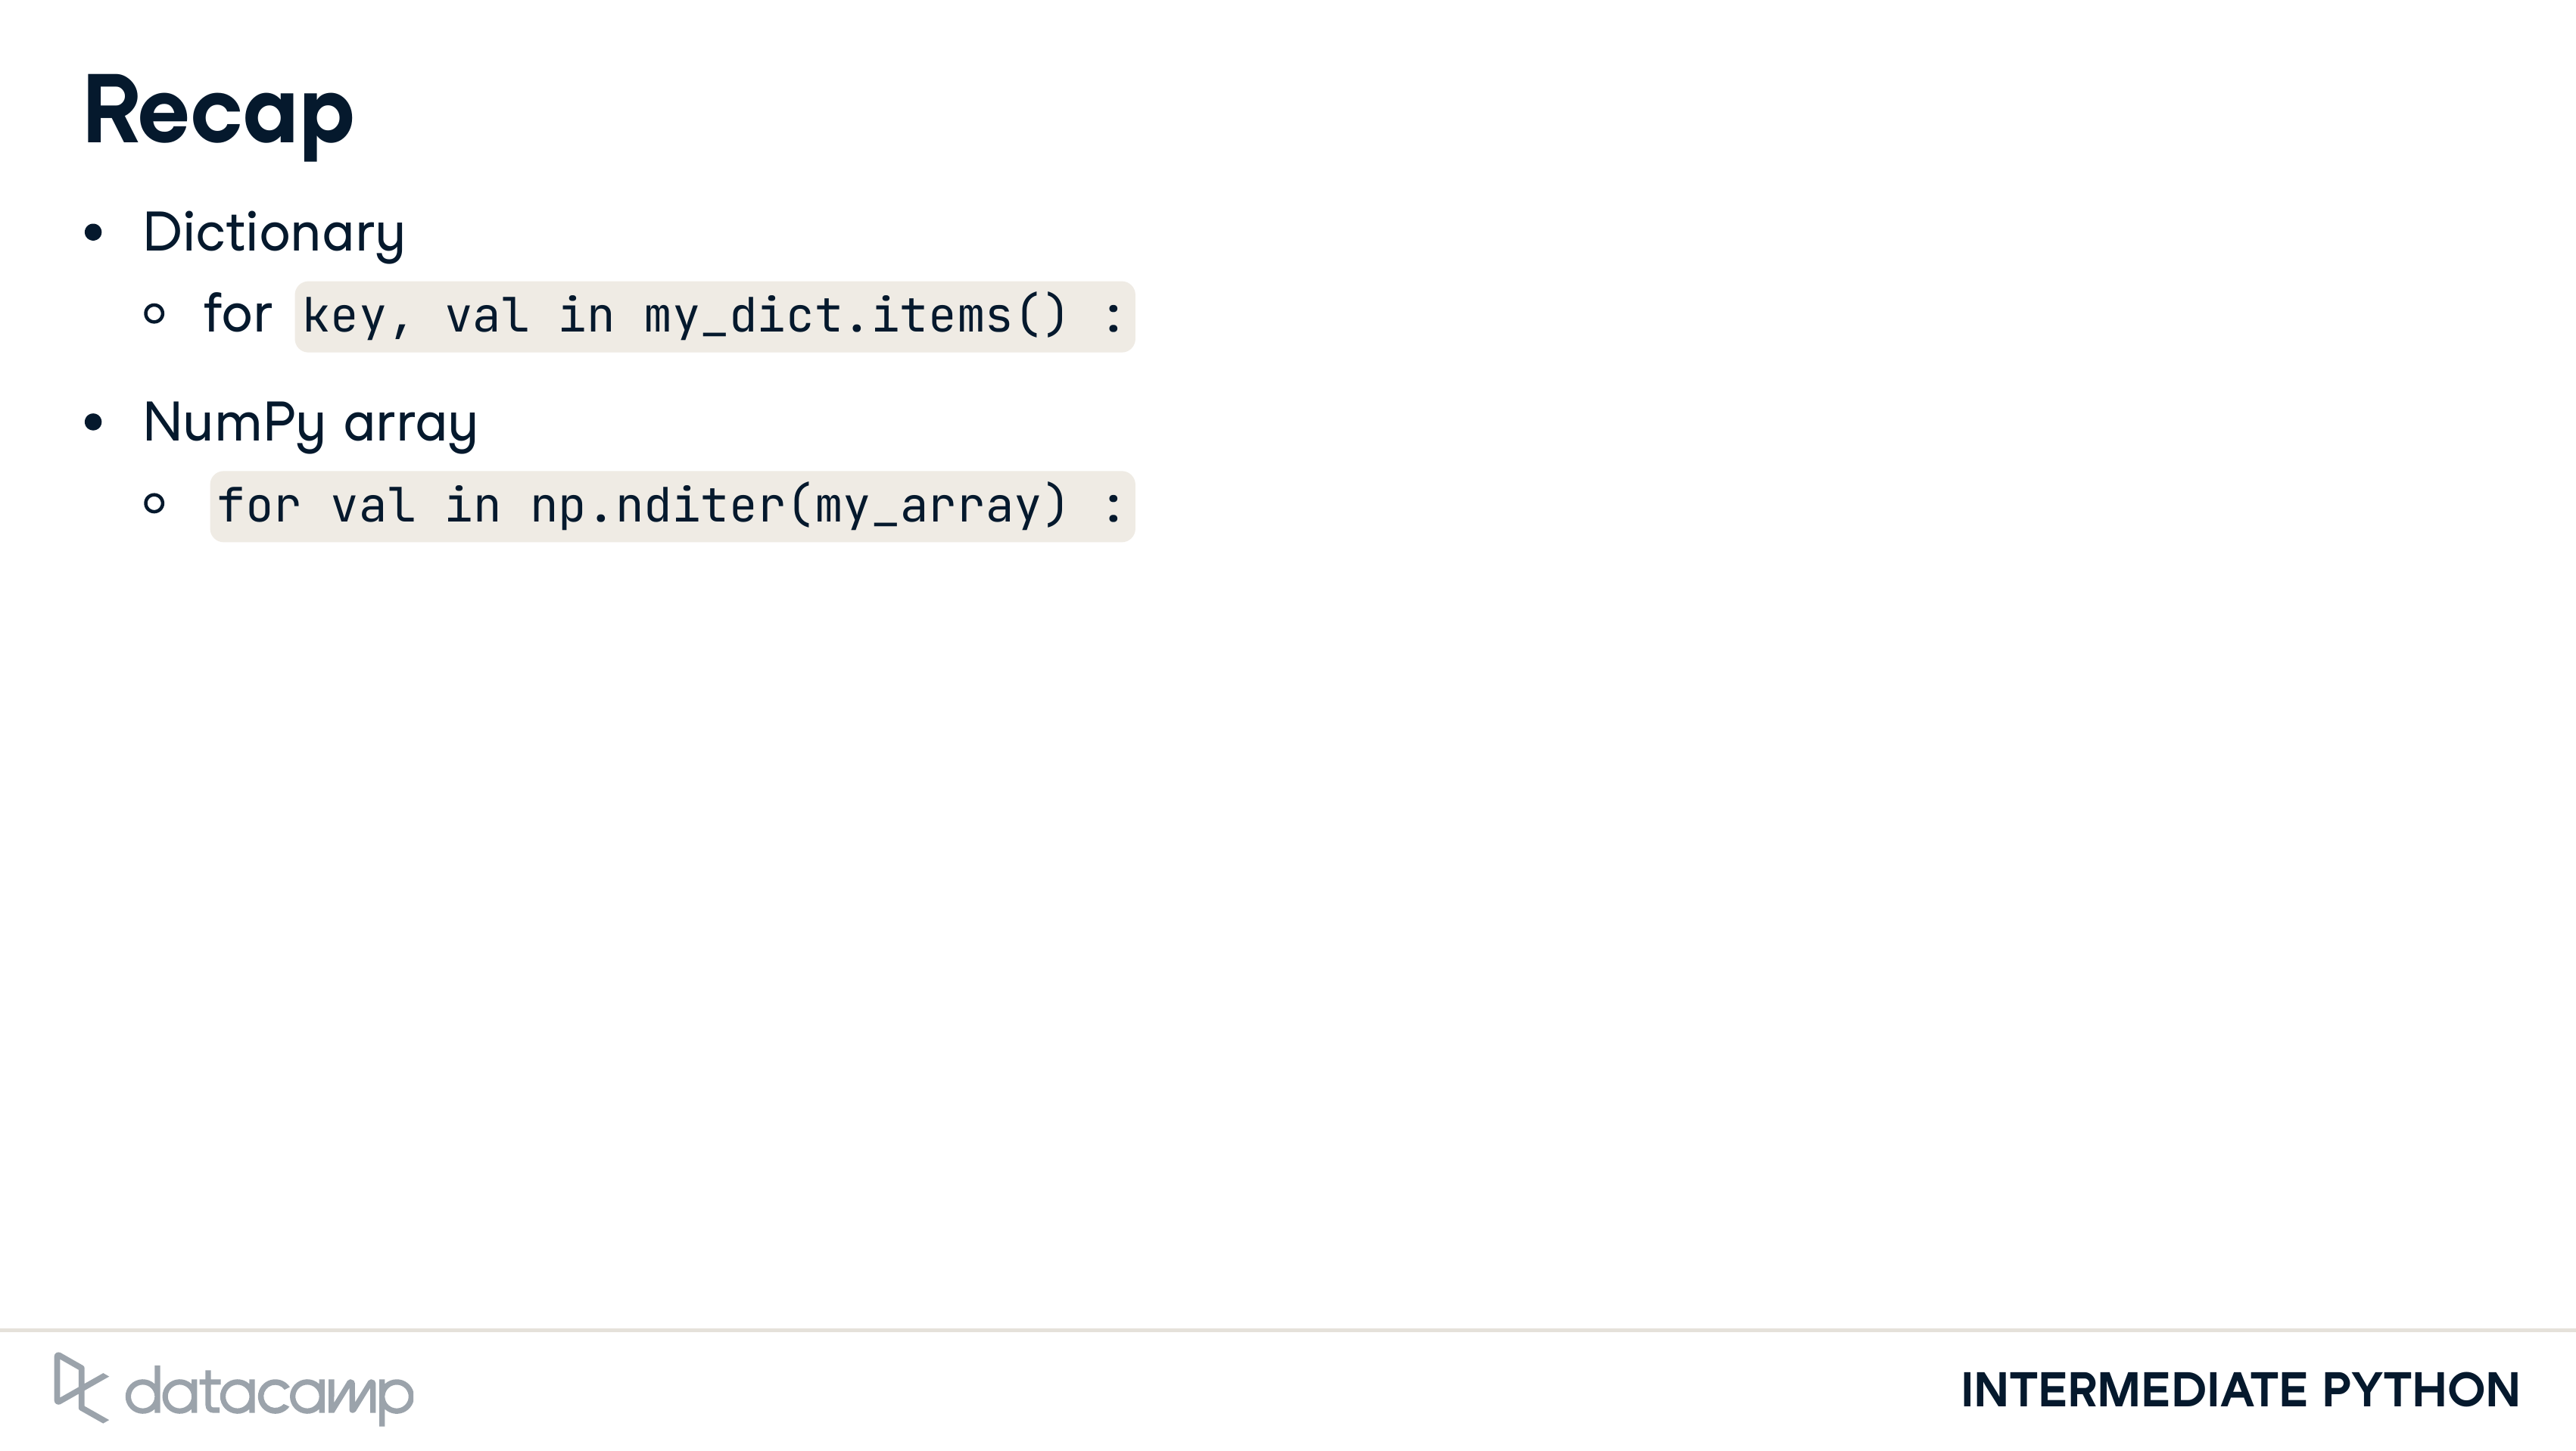 Recap
• Dictionary
○ for key, val in my_dict.items() :
• NumPy array
○ for val in np.nditer(my_array) :
datacamp
INTERMEDIATE PYTHON